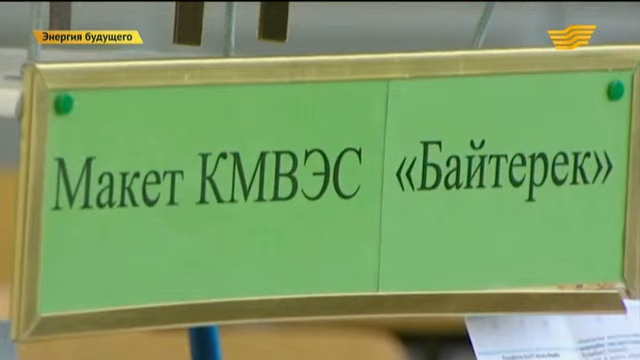 Энергия будущего
Макет КМВЭС «Байтерек»